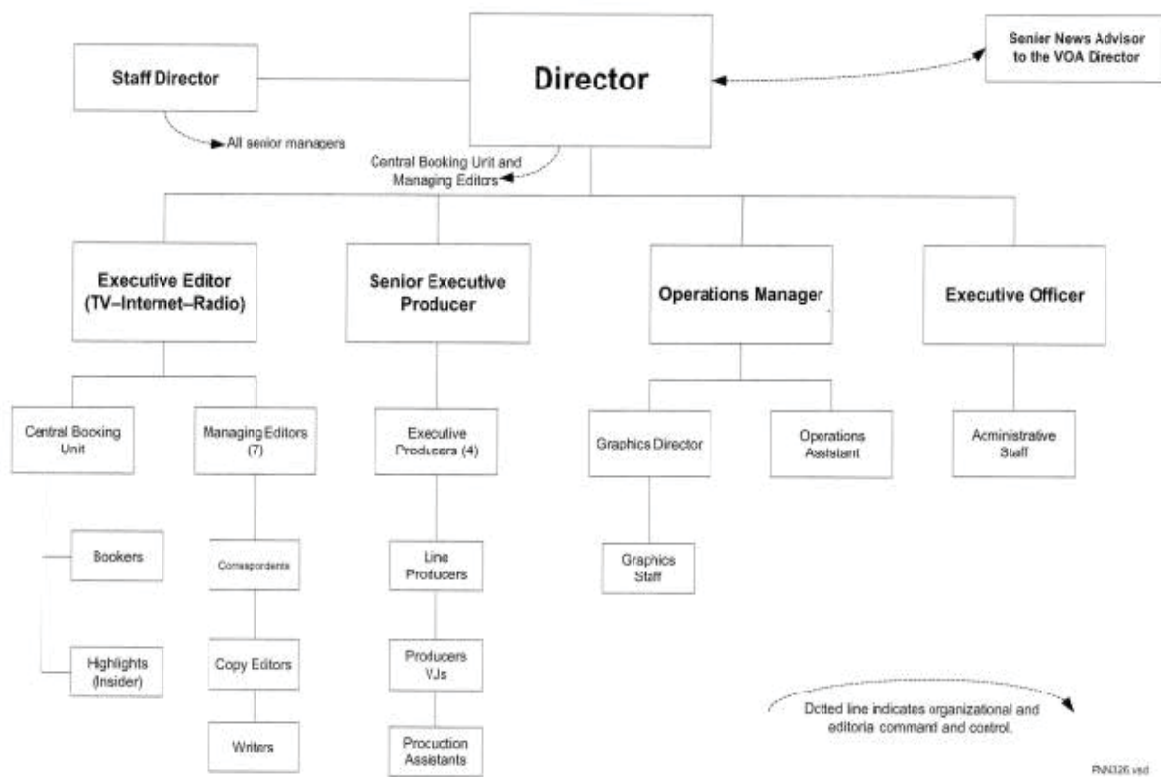 Senier News Advisor
to the VOA Director
Staff Director
Director
All senior managers
Central Booking Unit and
Managing Editors
Executive Editor
(TV–Internet–Radio)
Senior Executive
Producer
Operations Manager
Executive Officer
Central Booking
Unit
Managing Editors
(7)
Executive
Producers (4)
Graphics Director
Operations
Assistant
Acministrative
Staff
Bookers
Correspondents
Line
Producers
Graphics
Staff
Highlights
(Insider)
Copy Editors
Producers
VJs
Writers
Procuction
Assistants
Dotted line indicates organizational and
editoria command and control.
PNN326.vsd